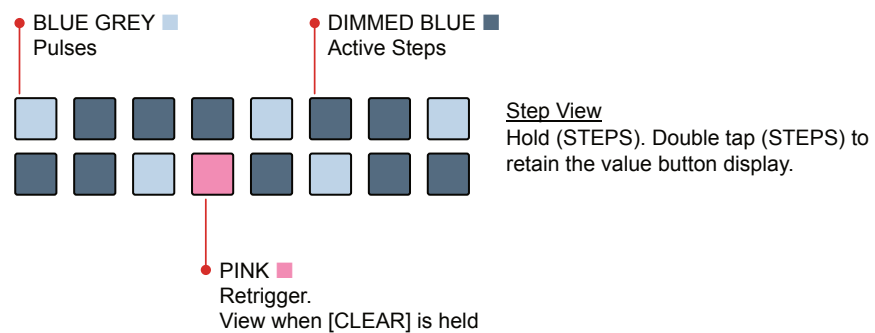 BLUE GREY
Pulses
DIMMED BLUE
Active Steps
Step View
Hold (STEPS). Double tap (STEPS) to
retain the value button display.
PINK
Retrigger.
View when [CLEAR] is held